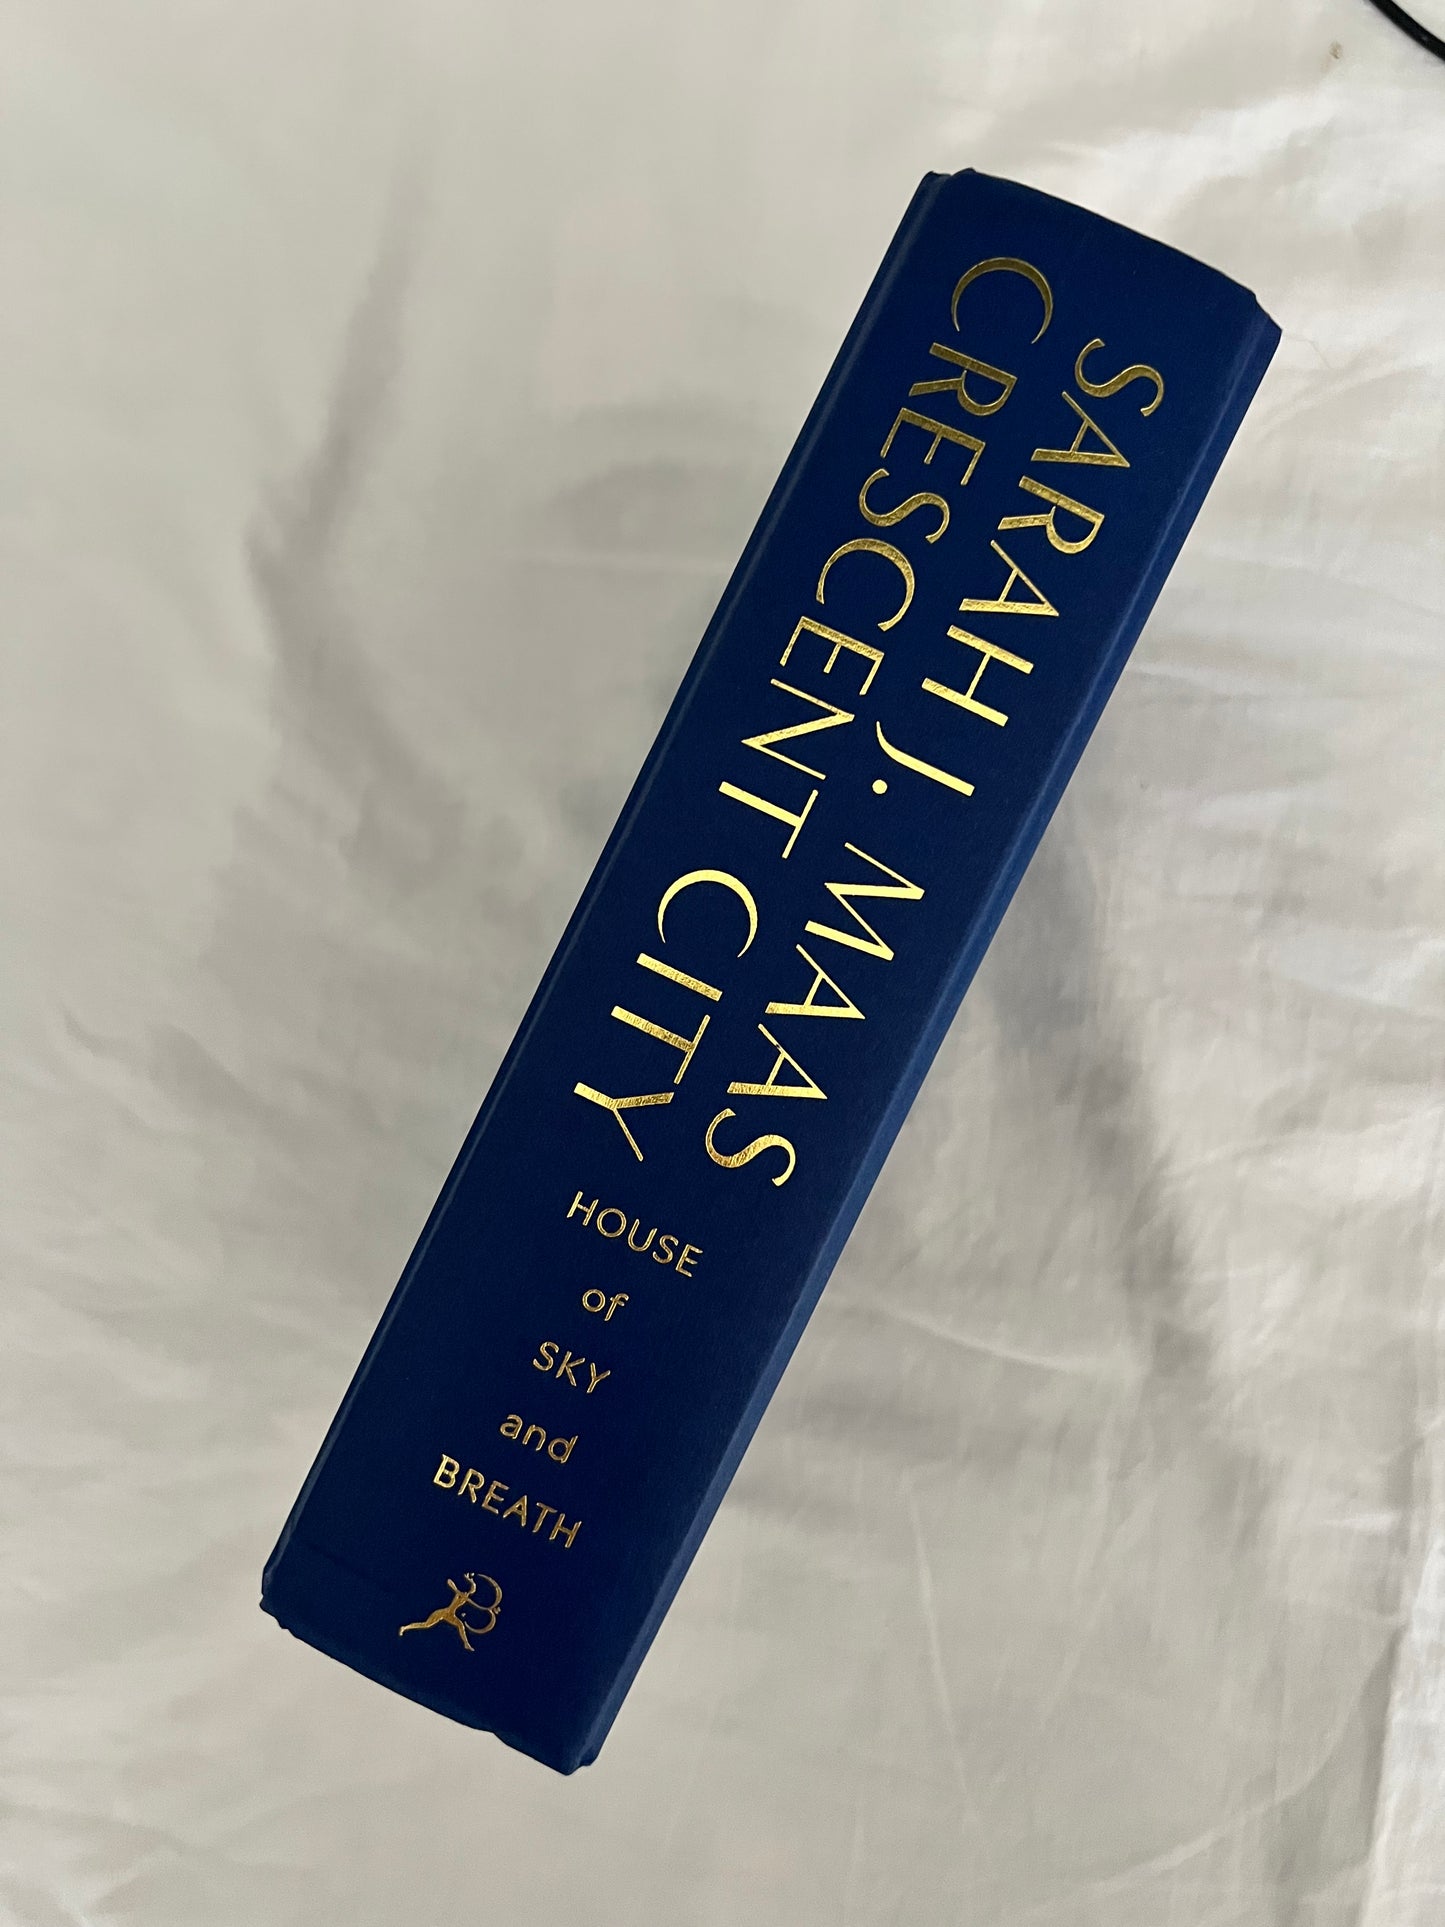 SARAH J. MAAS
CRESCENT CITY
HOUSE
of
SKY
and
BREATH
B